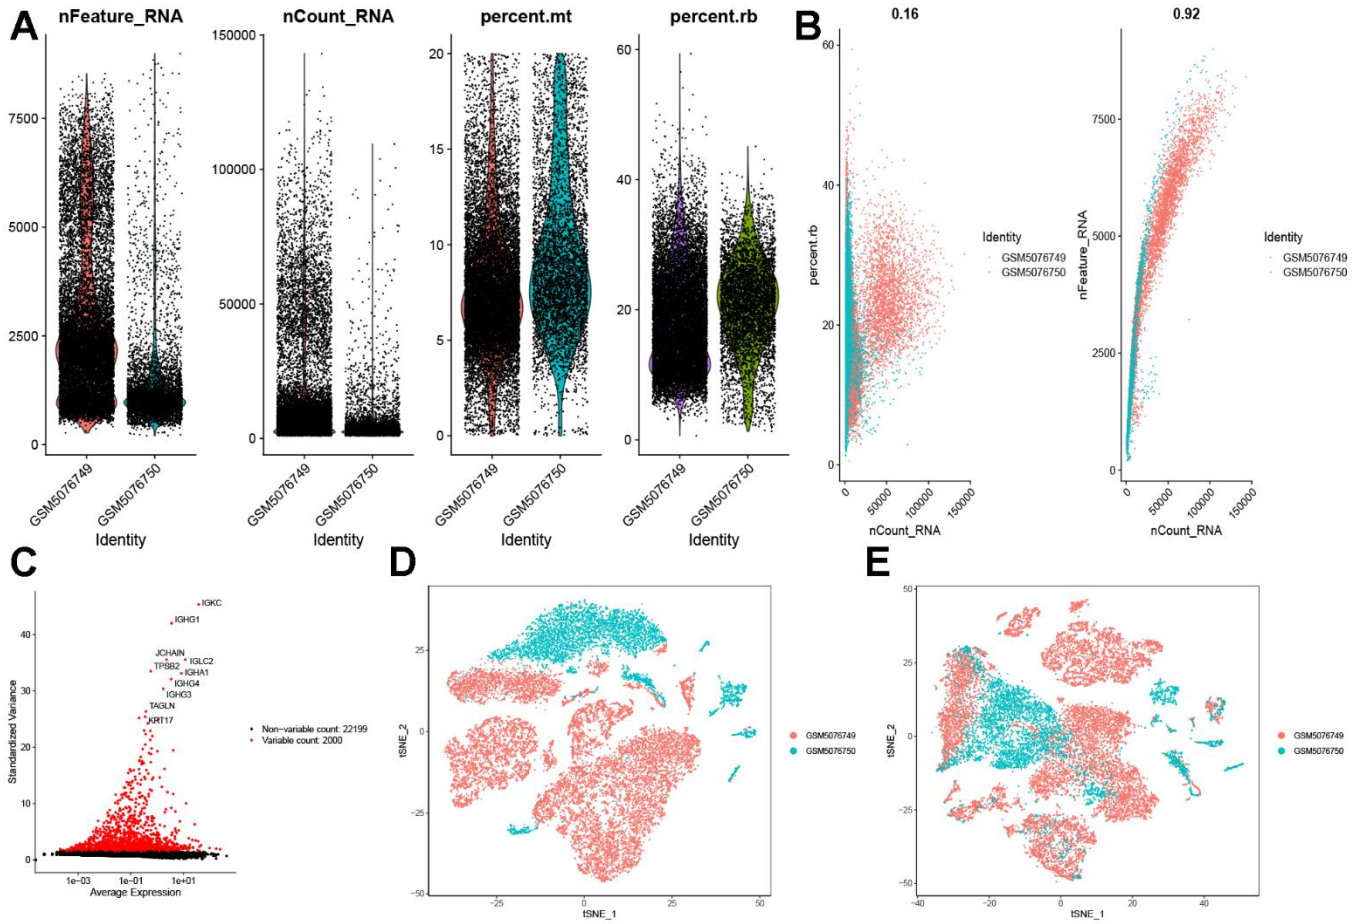 A
nFeature_RNA
7500
5000
2500
0
GSM5076749
GSM5076750
Identity
nCount_RNA
150000
100000
50000
0
GSM5076749
GSM5076750
Identity
percent.mt
20
15
10
5
0
GSM5076749
GSM5076750
Identity
percent.rb
60
40
20
0
GSM5076749
GSM5076750
Identity
B
0.16
percent.rb
60
40
20
0
0
50000
100000
150000
nCount_RNA
Identity
GSM5076749
GSM5076750
0.92
nFeature_RNA
7500
5000
2500
0
0
50000
100000
150000
nCount_RNA
Identity
GSM5076749
GSM5076750
C
Standardized Variance
40
30
20
10
0
IGKC
IGHG1
JCHAIN
IGLC2
TPSB2
IGHA1
IGHG4
IGHG3
TAGLN
KRT17
1e−03
1e−01
1e+01
Average Expression
Non−variable count: 22199
Variable count: 2000
D
tSNE_2
25
0
−25
−50
−25
0
25
50
tSNE_1
GSM5076749
GSM5076750
E
tSNE_2
50
25
0
−25
−50
−40
−20
0
20
40
tSNE_1
GSM5076749
GSM5076750